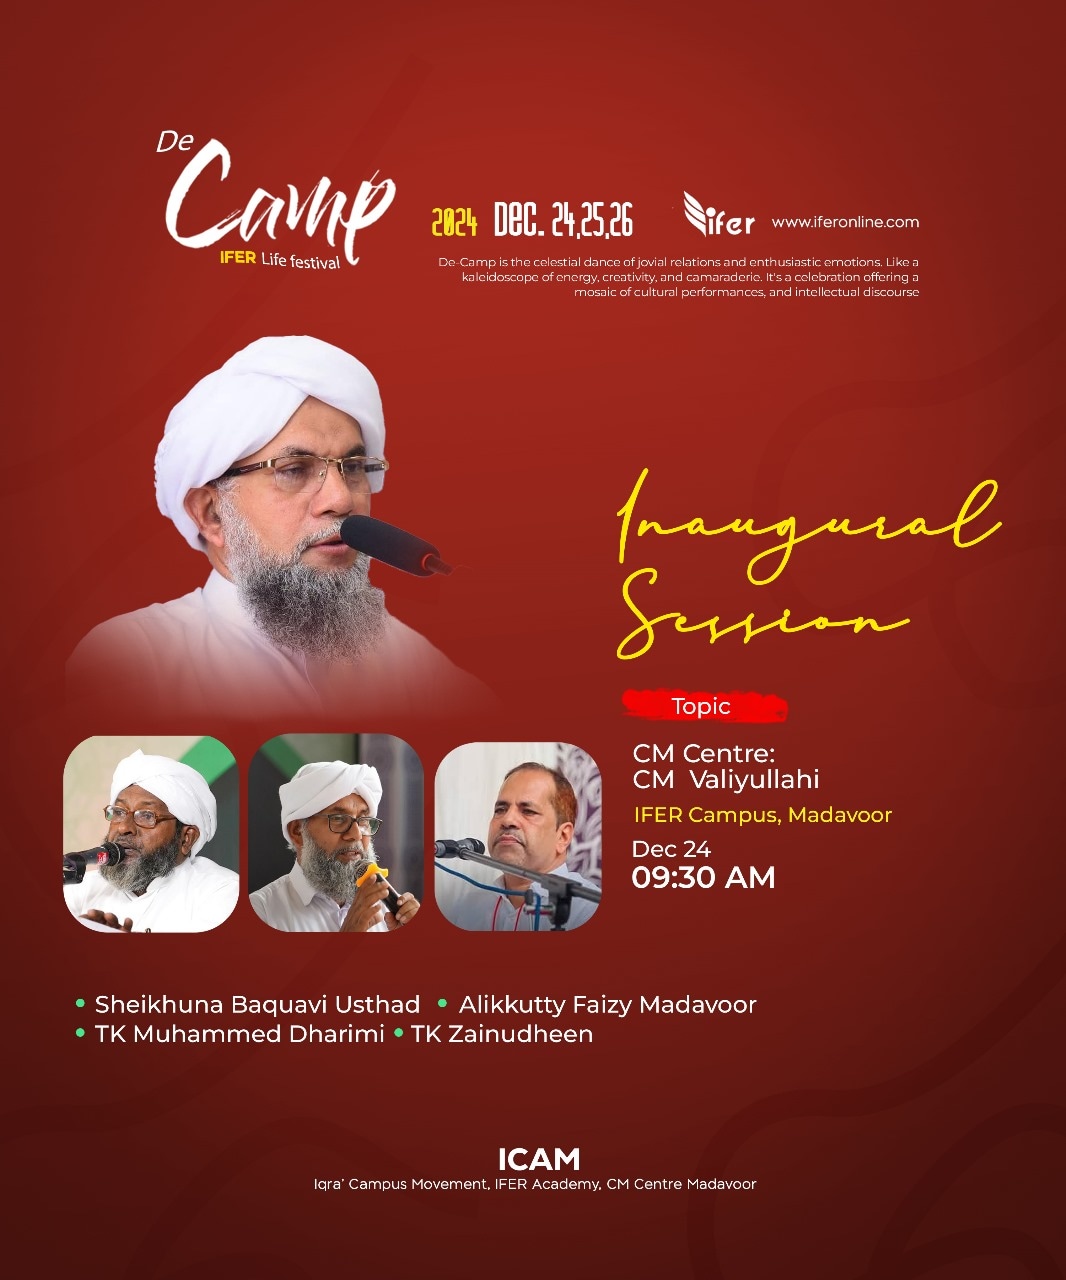 De
Camp
IFER Life festival
2024 Dec. 24,25,26
ifer www.iferonline.com
De-Camp is the celestial dance of jovial relations and enthusiastic emotions. Like a
kaleidoscope of energy, creativity, and camaraderie. It's a celebration offering a
mosaic of cultural performances, and intellectual discourse
Inaugural
Session
Topic
CM Centre:
CM Valiyullahi
IFER Campus, Madavoor
Dec 24
09:30 AM
• Sheikhuna Baquavi Usthad • Alikkutty Faizy Madavoor
• TK Muhammed Dharimi • TK Zainudheen
ICAM
Iqra' Campus Movement, IFER Academy, CM Centre Madavoor